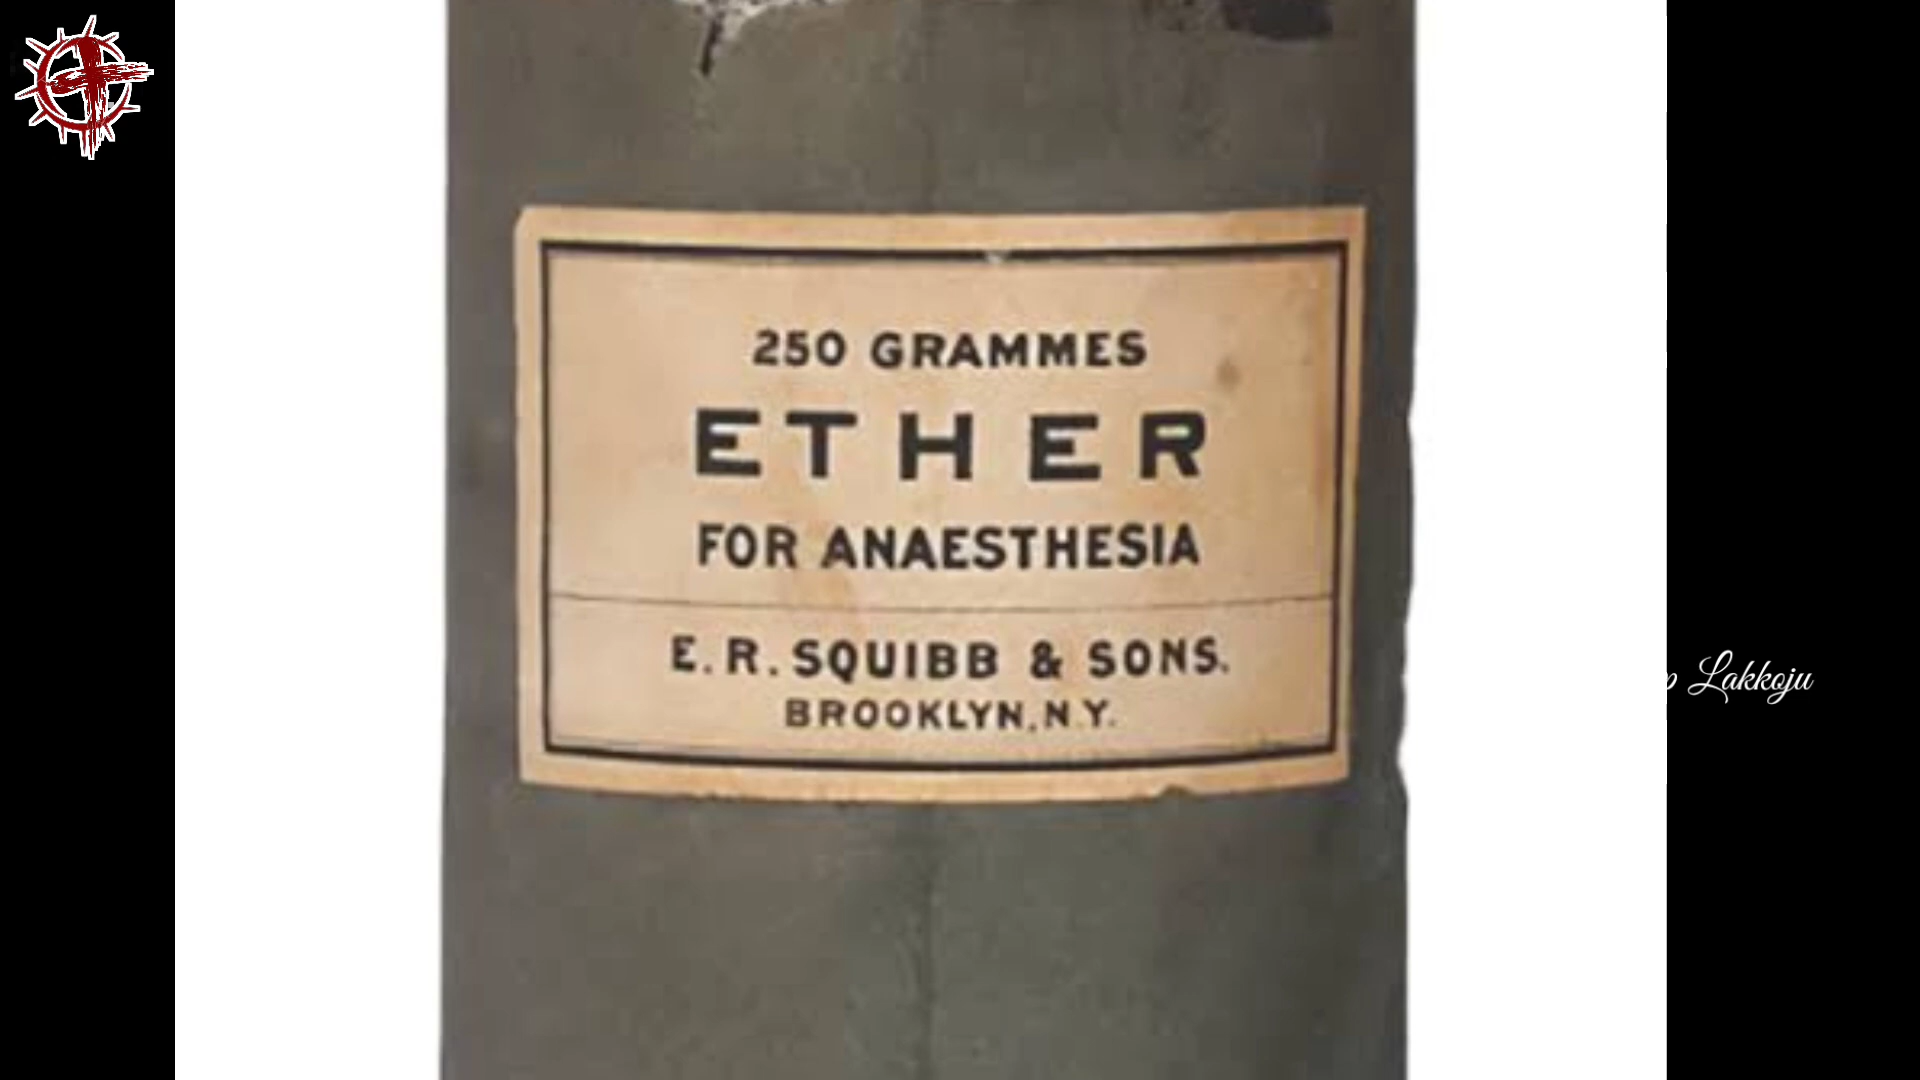 250 GRAMMES
ETHER
FOR ANAESTHESIA
E. R. SQUIBB & SONS.
BROOKLYN, N.Y.
Lakkoju